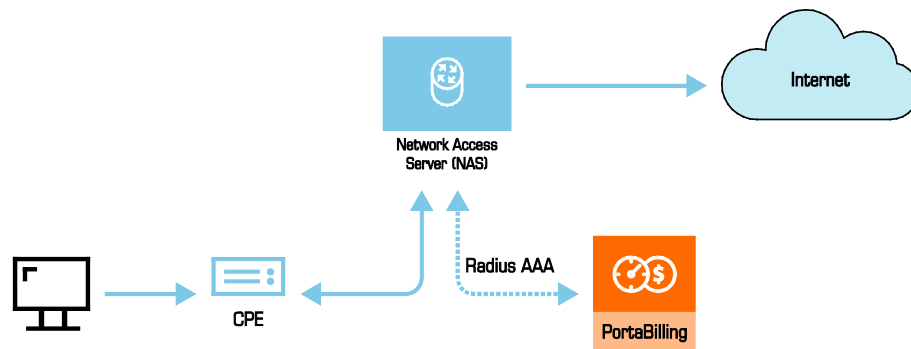 Internet
Network Access
Server (NAS)
Radius AAA
CPE
$
PortaBilling